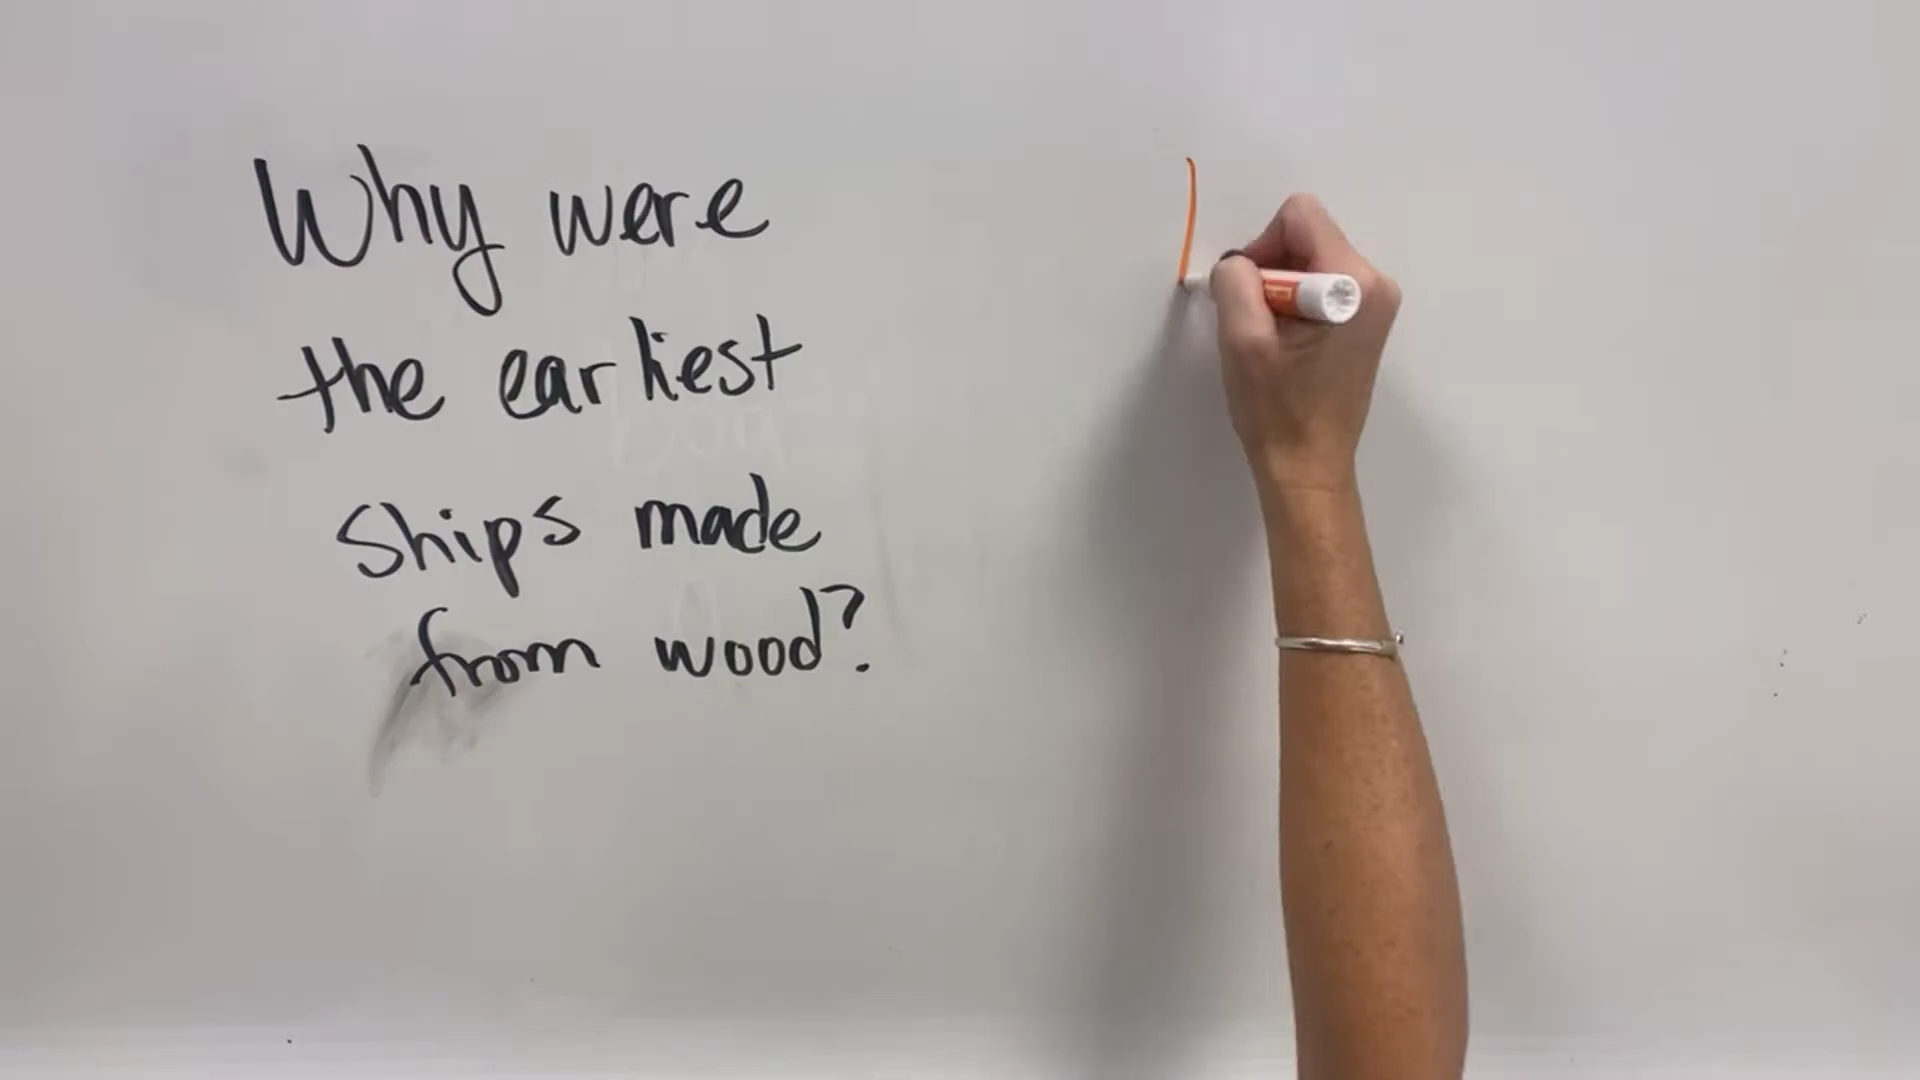 Why were
the earliest
Ships made
from wood?